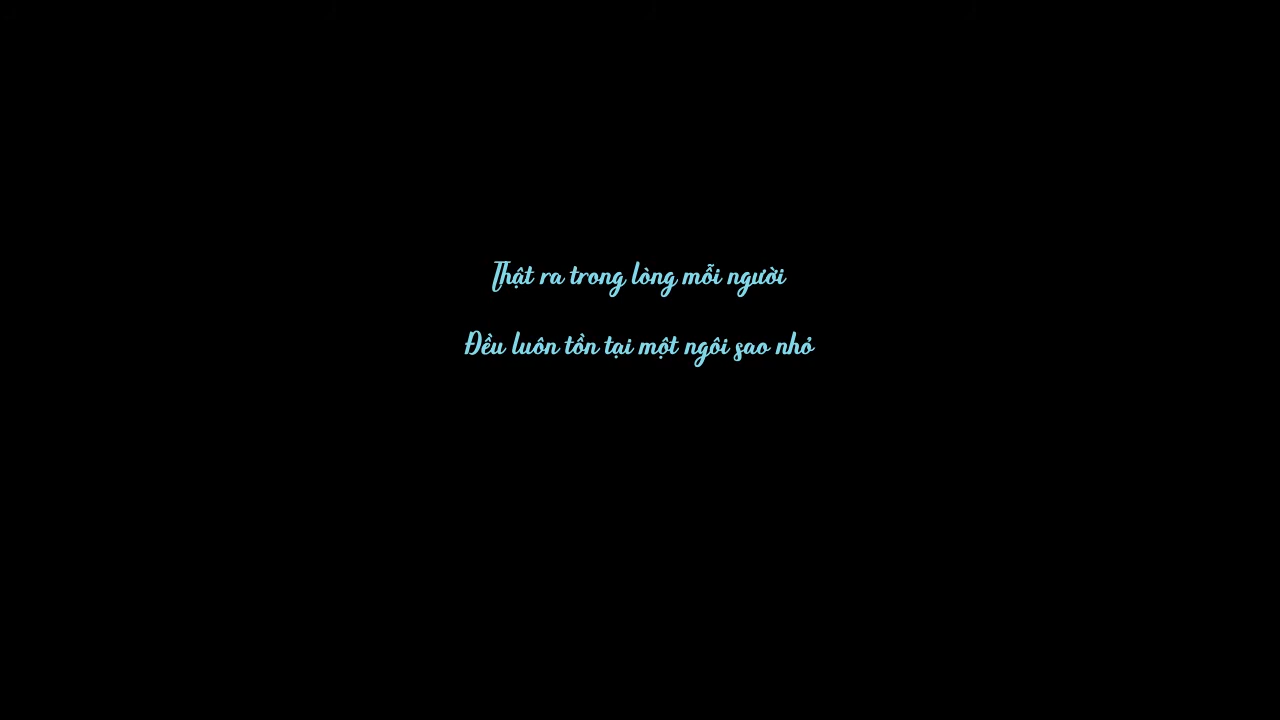 Thật ra trong lòng mỗi người
Đều luôn tồn tại một ngôi sao nhỏ